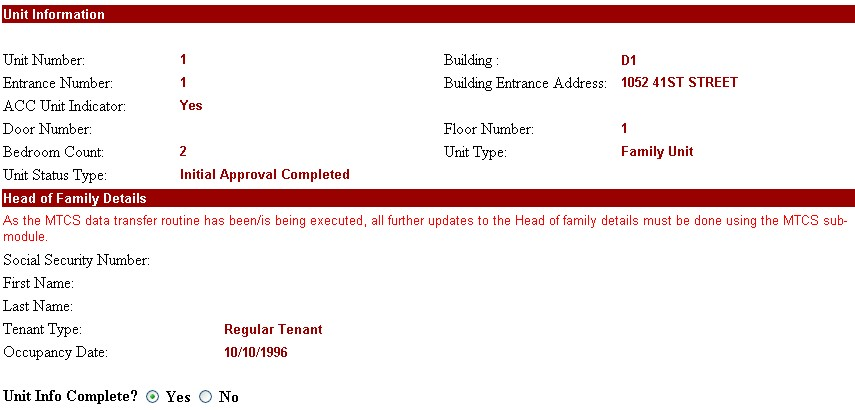 Unit Information
Unit Number: 1 Building : D1
Entrance Number: 1 Building Entrance Address: 1052 41ST STREET
ACC Unit Indicator: Yes
Door Number: Floor Number: 1
Bedroom Count: 2 Unit Type: Family Unit
Unit Status Type: Initial Approval Completed
Head of Family Details
As the MTCS data transfer routine has been/is being executed, all further updates to the Head of family details must be done using the MTCS sub-
module.
Social Security Number:
First Name:
Last Name:
Tenant Type: Regular Tenant
Occupancy Date: 10/10/1996
Unit Info Complete? Yes No